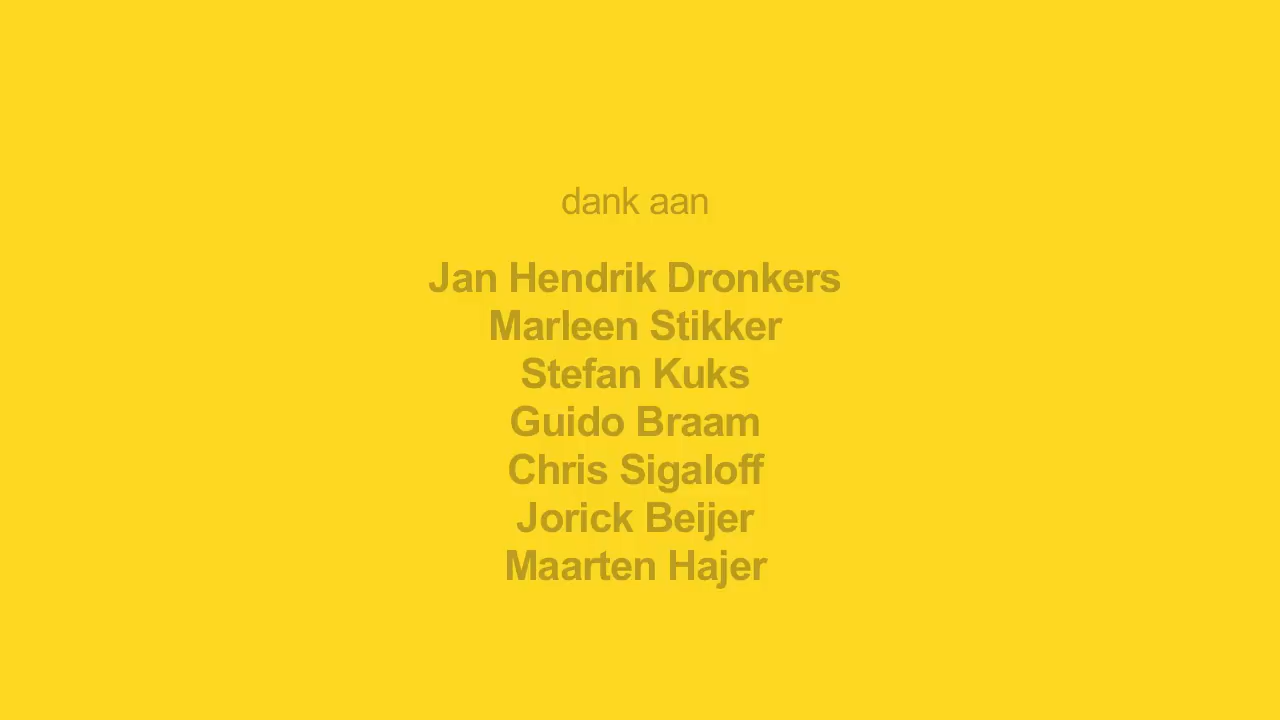 dank aan
Jan Hendrik Dronkers
Marleen Stikker
Stefan Kuks
Guido Braam
Chris Sigaloff
Jorick Beijer
Maarten Hajer